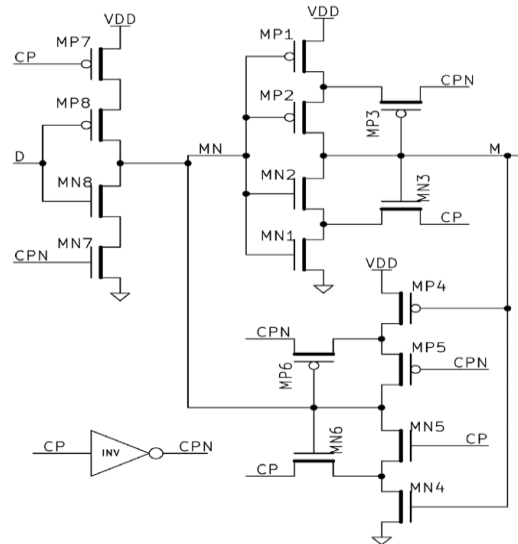 VDD
MP7
CP
MP8
D
MN8
MN7
CPN
VDD
MP1
MP2
MN
MN2
MN1
CPN
MP3
M
MN3
CP
VDD
MP4
CPN
MP5
CPN
MP6
MN6
MN5
CP
CP
MN4
CP
INV
CPN